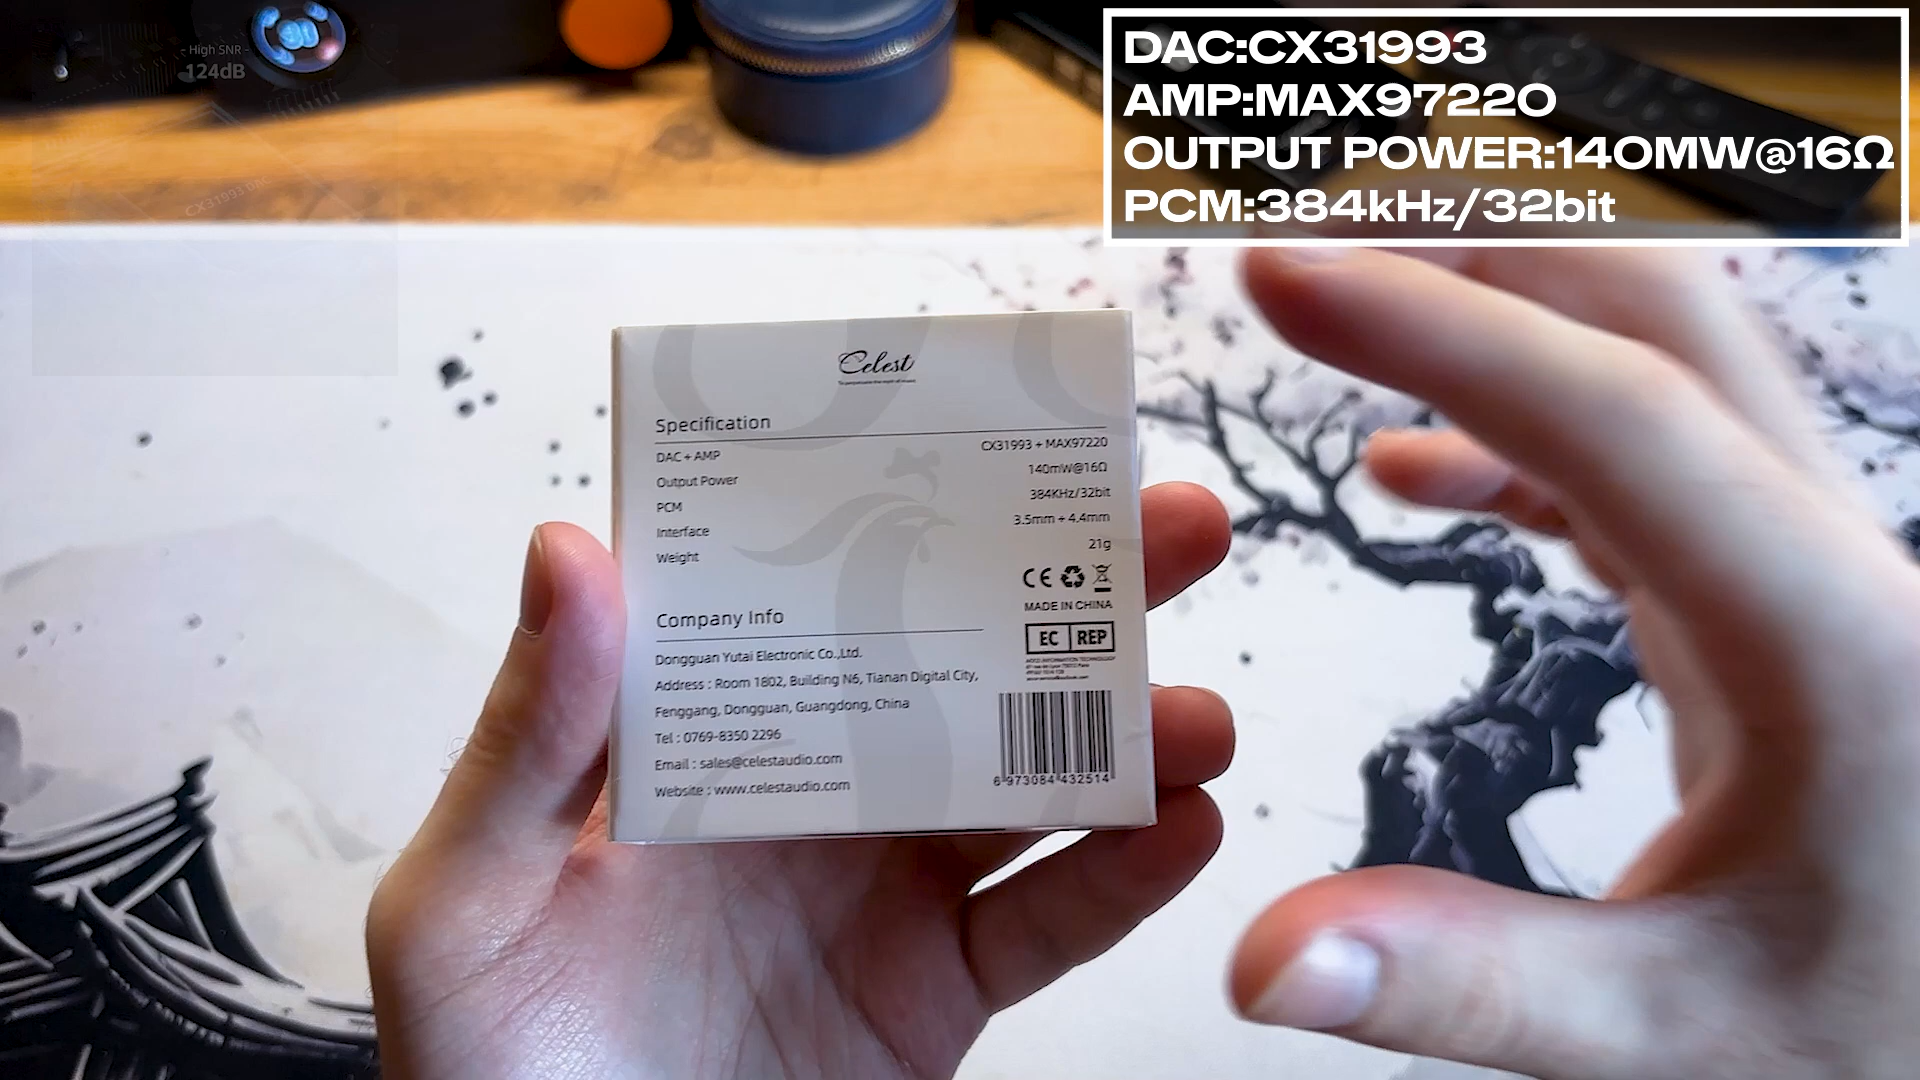 - High SNR -
124dB
CX31993 DAC
DAC:CX31993
AMP:MAX97220
OUTPUT POWER:140MW@16Ω
PCM:384kHz/32bit
Celest
Specification
DAC + AMP CX31993 + MAX97220
Output Power 140mW@16Ω
PCM 384KHz/32bit
Interface 3.5mm + 4.4mm
Weight 21g
CE
MADE IN CHINA
EC REP
Company Info
Dongguan Yutai Electronic Co.,Ltd.
Address : Room 1802, Building N6, Tianan Digital City,
Fenggang, Dongguan, Guangdong, China
Tel : 0769-8350 2296
Email : sales@celestaudio.com
Website : www.celestaudio.com
6 973084 432514